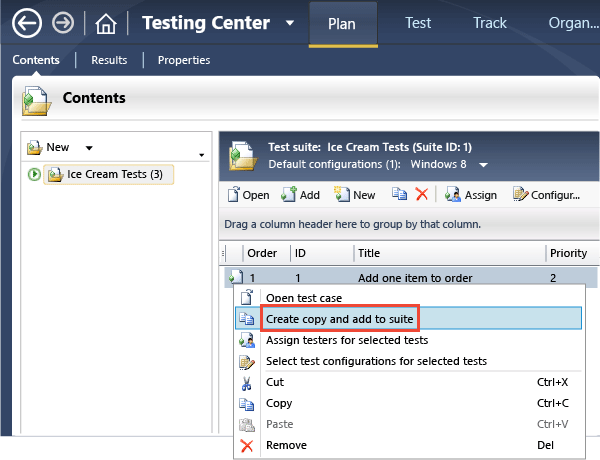 Testing Center Plan Test Track Organ...
Contents Results Properties
Contents
New
Ice Cream Tests (3)
Test suite: Ice Cream Tests (Suite ID: 1)
Default configurations (1): Windows 8
Open Add New Assign Configur...
Drag a column header here to group by that column.
Order ID Title Priority
1 1 Add one item to order 2
Open test case
Create copy and add to suite
Assign testers for selected tests
Select test configurations for selected tests
Cut Ctrl+X
Copy Ctrl+C
Paste Ctrl+V
Remove Del